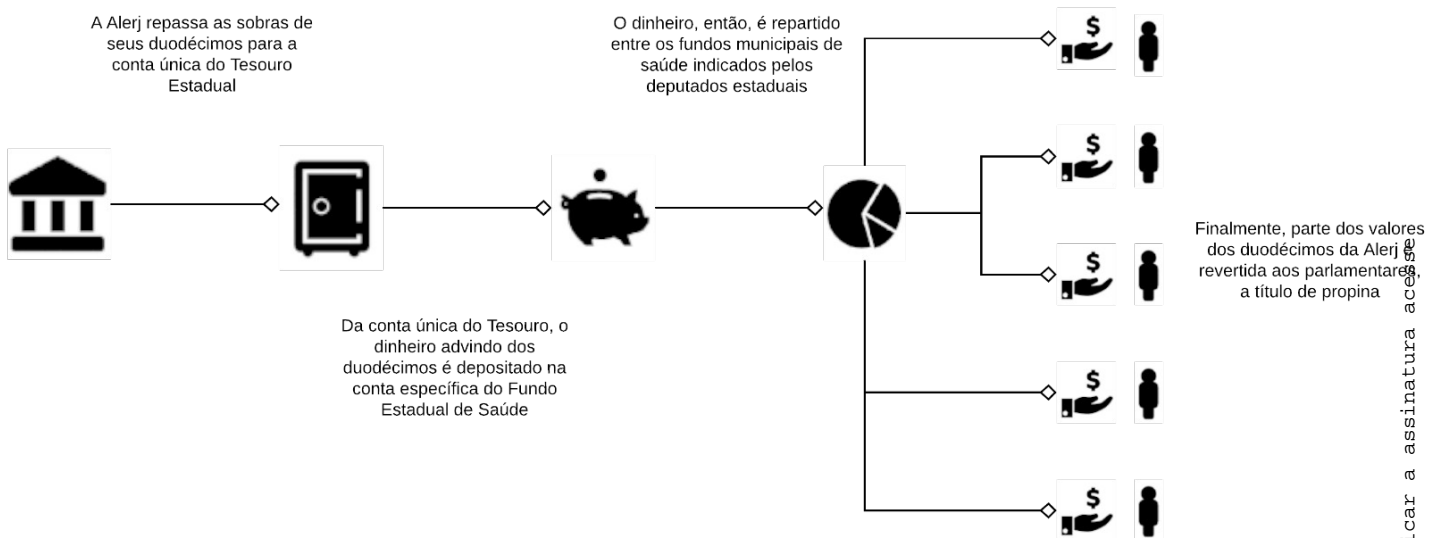 A Alerj repassa as sobras de
seus duodécimos para a
conta única do Tesouro
Estadual
Da conta única do Tesouro, o
dinheiro advindo dos
duodécimos é depositado na
conta específica do Fundo
Estadual de Saúde
O dinheiro, então, é repartido
entre os fundos municipais de
saúde indicados pelos
deputados estaduais
Finalmente, parte dos valores
dos duodécimos da Alerj é
revertida aos parlamentares,
a título de propina
a assinatura acesse